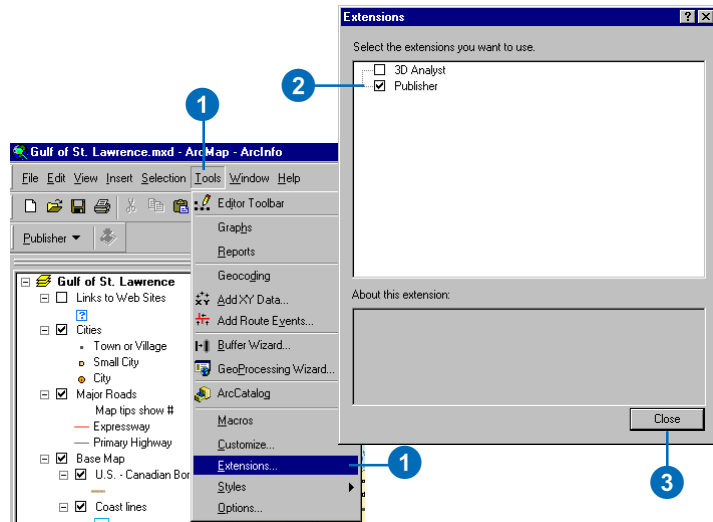 Extensions
Select the extensions you want to use.
3D Analyst
Publisher
2
1
Gulf of St. Lawrence.mxd - ArcMap - ArcInfo
File Edit View Insert Selection Tools Window Help
Publisher
Editor Toolbar
Graphs
Reports
Geocoding
Add XY Data...
Add Route Events...
Buffer Wizard...
GeoProcessing Wizard...
ArcCatalog
Macros
Customize...
Extensions...
Styles
Options...
Gulf of St. Lawrence
Links to Web Sites
?
Cities
Town or Village
Small City
City
Major Roads
Map tips show #
Expressway
Primary Highway
Base Map
U.S. - Canadian Bor
Coast lines
About this extension:
Close
1
3